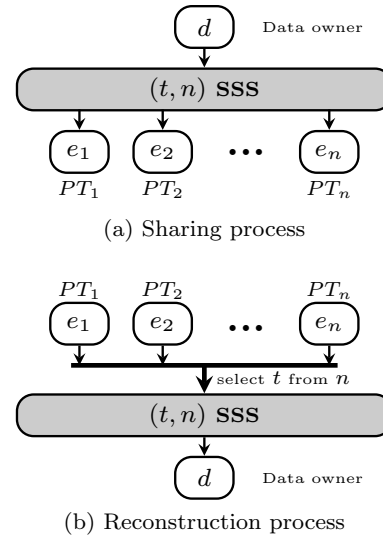 d Data owner
(t, n) SSS
e₁ e₂ ••• eₙ
PT₁ PT₂ PTₙ
(a) Sharing process
PT₁ PT₂ PTₙ
e₁ e₂ ••• eₙ
select t from n
(t, n) SSS
d
Data owner
(b) Reconstruction process